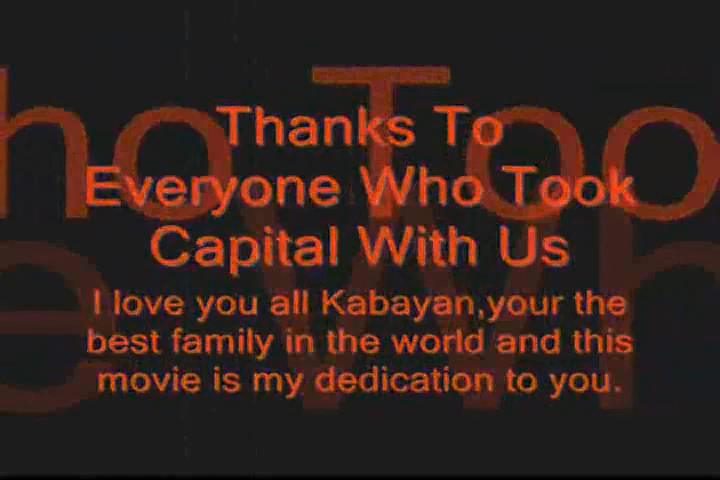 Thanks To
Everyone Who Took
Capital With Us
I love you all Kabayan,your the
best family in the world and this
movie is my dedication to you.